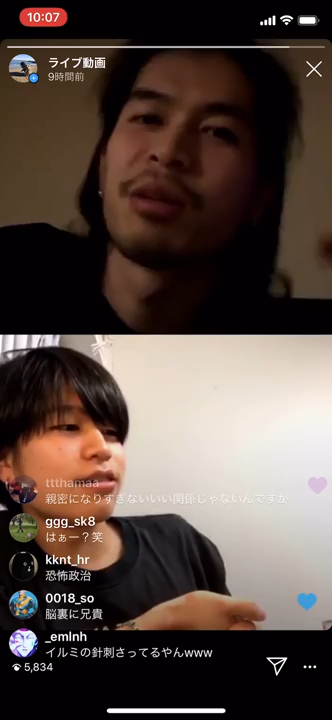 10:07
ライブ動画
9時間前
ttthamaa
親密になりすぎないいい関係じゃないんですか
ggg_sk8
はぁー？笑
kknt_hr
恐怖政治
0018_so
脳裏に兄貴
_emlnh
イルミの針刺さってるやんwww
5,834